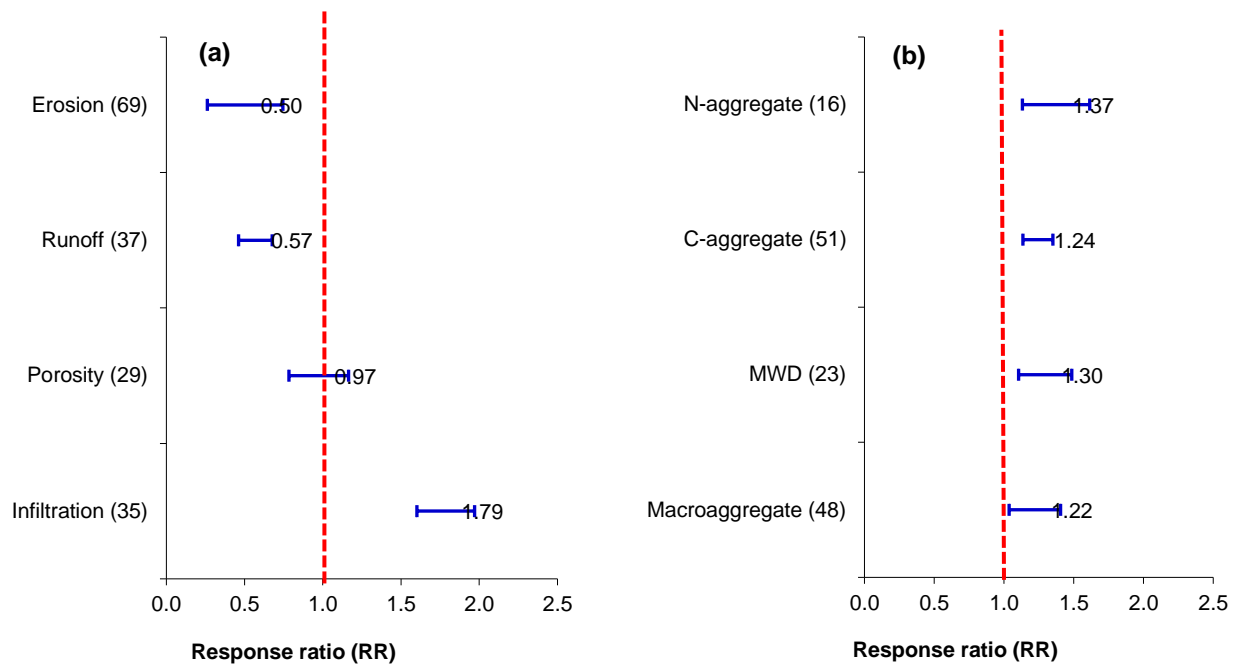 (a)
Erosion (69)
0.50
Runoff (37)
0.57
Porosity (29)
0.97
Infiltration (35)
1.79
0.0 0.5 1.0 1.5 2.0 2.5
Response ratio (RR)
(b)
N-aggregate (16)
1.37
C-aggregate (51)
1.24
MWD (23)
1.30
Macroaggregate (48)
1.22
0.0 0.5 1.0 1.5 2.0 2.5
Response ratio (RR)